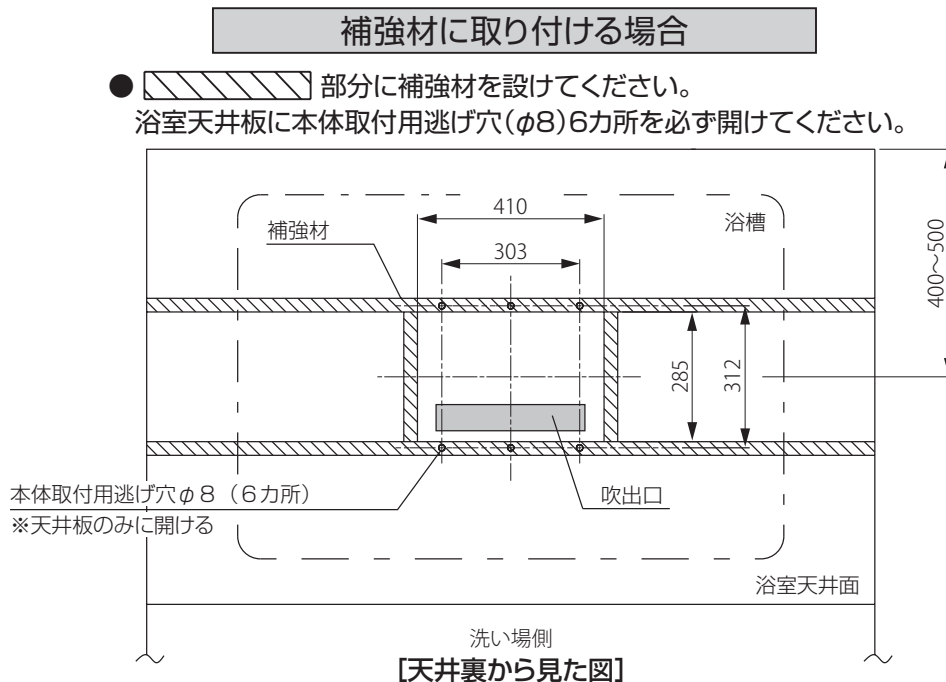 補強材に取り付ける場合
● 部分に補強材を設けてください。
浴室天井板に本体取付用逃げ穴(φ8)6カ所を必ず開けてください。
410
浴槽
補強材
303
400～500
285
312
本体取付用逃げ穴φ8 (6カ所)
※天井板のみに開ける
吹出口
浴室天井面
洗い場側
[天井裏から見た図]